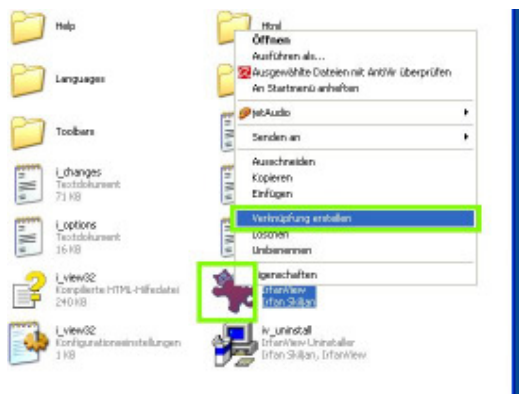 Help
Html
Languages
Toolbars
i_changes
Textdokument
71 KB
i_options
Textdokument
16 KB
i_view32
Kompilierte HTML-Hilfedatei
240 KB
i_view32
Konfigurationseinstellungen
1 KB
Öffnen
Ausführen als...
Ausgewählte Dateien mit AntiVir überprüfen
An Startmenü anheften
jetAudio
Senden an
Ausschneiden
Kopieren
Einfügen
Verknüpfung erstellen
Löschen
Umbenennen
Eigenschaften
IrfanView
Irfan Skiljan
iv_uninstall
IrfanView Uninstaller
Irfan Skiljan, IrfanView